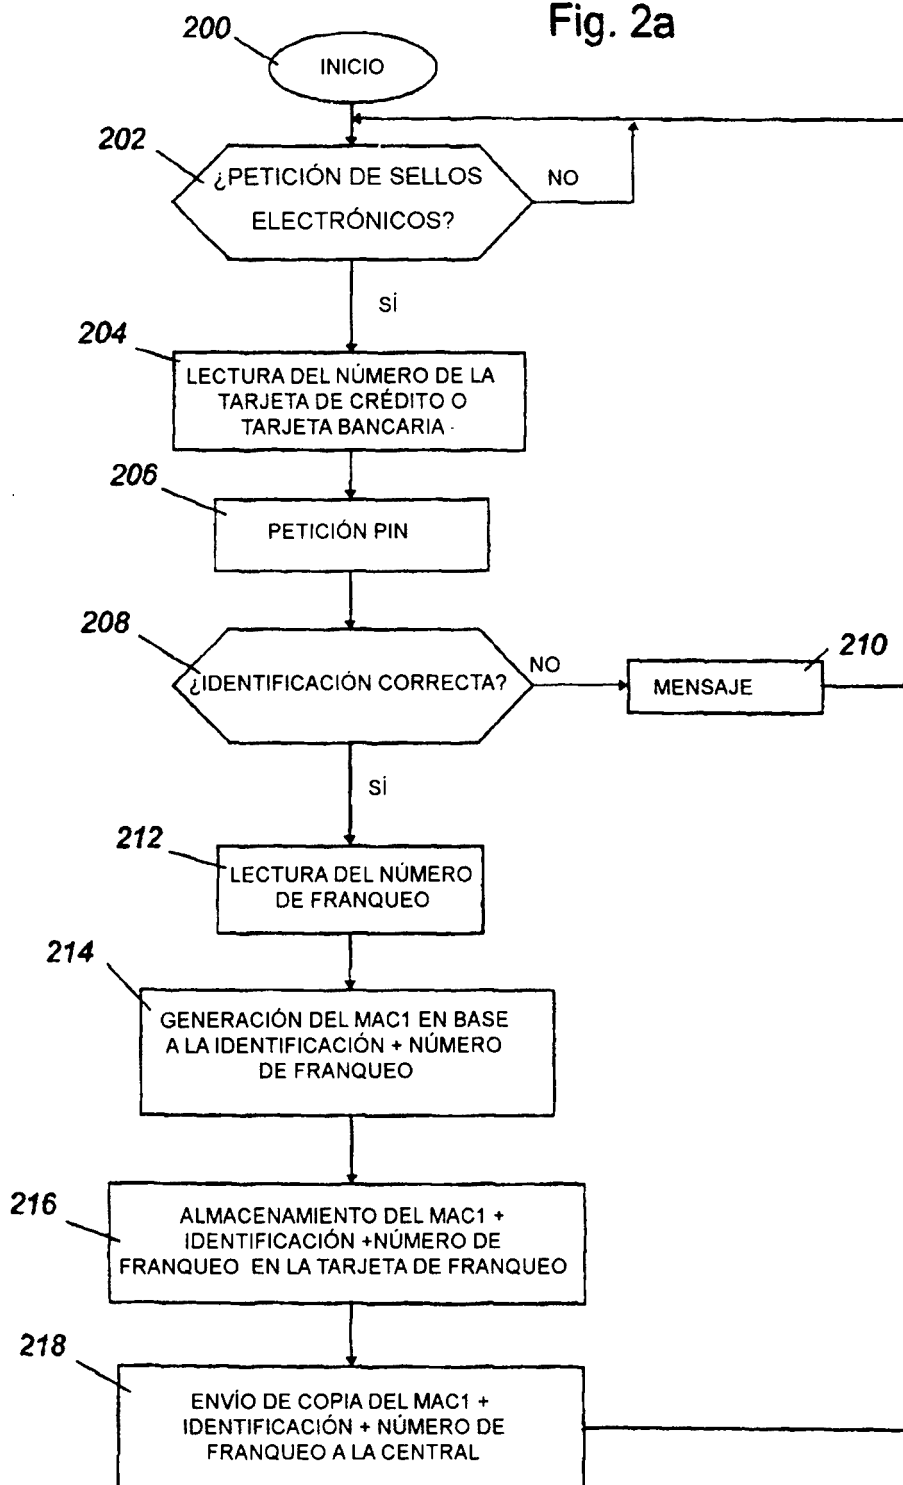 Fig. 2a
200
INICIO
202
¿PETICIÓN DE SELLOS
ELECTRÓNICOS?
NO
SÍ
204
LECTURA DEL NÚMERO DE LA
TARJETA DE CRÉDITO O
TARJETA BANCARIA
206
PETICIÓN PIN
208
¿IDENTIFICACIÓN CORRECTA?
NO
210
MENSAJE
SÍ
212
LECTURA DEL NÚMERO
DE FRANQUEO
214
GENERACIÓN DEL MAC1 EN BASE
A LA IDENTIFICACIÓN + NÚMERO
DE FRANQUEO
216
ALMACENAMIENTO DEL MAC1 +
IDENTIFICACIÓN +NÚMERO DE
FRANQUEO EN LA TARJETA DE FRANQUEO
218
ENVÍO DE COPIA DEL MAC1 +
IDENTIFICACIÓN + NÚMERO DE
FRANQUEO A LA CENTRAL